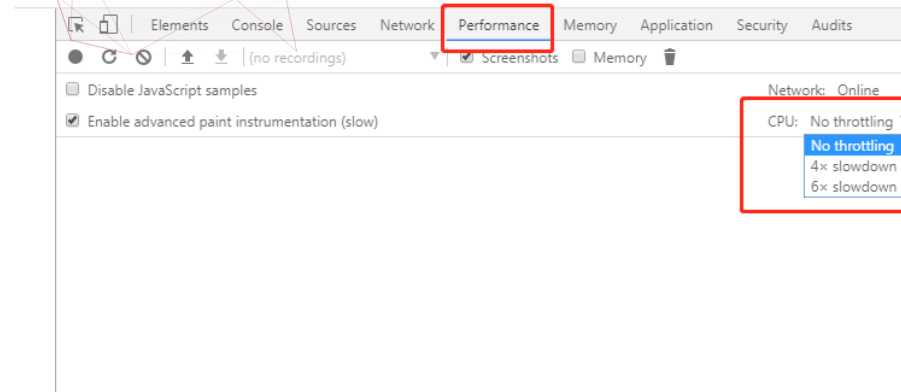 Elements Console Sources Network Performance Memory Application Security Audits
(no recordings) Screenshots Memory
Disable JavaScript samples Network: Online
Enable advanced paint instrumentation (slow) CPU: No throttling
No throttling
4× slowdown
6× slowdown